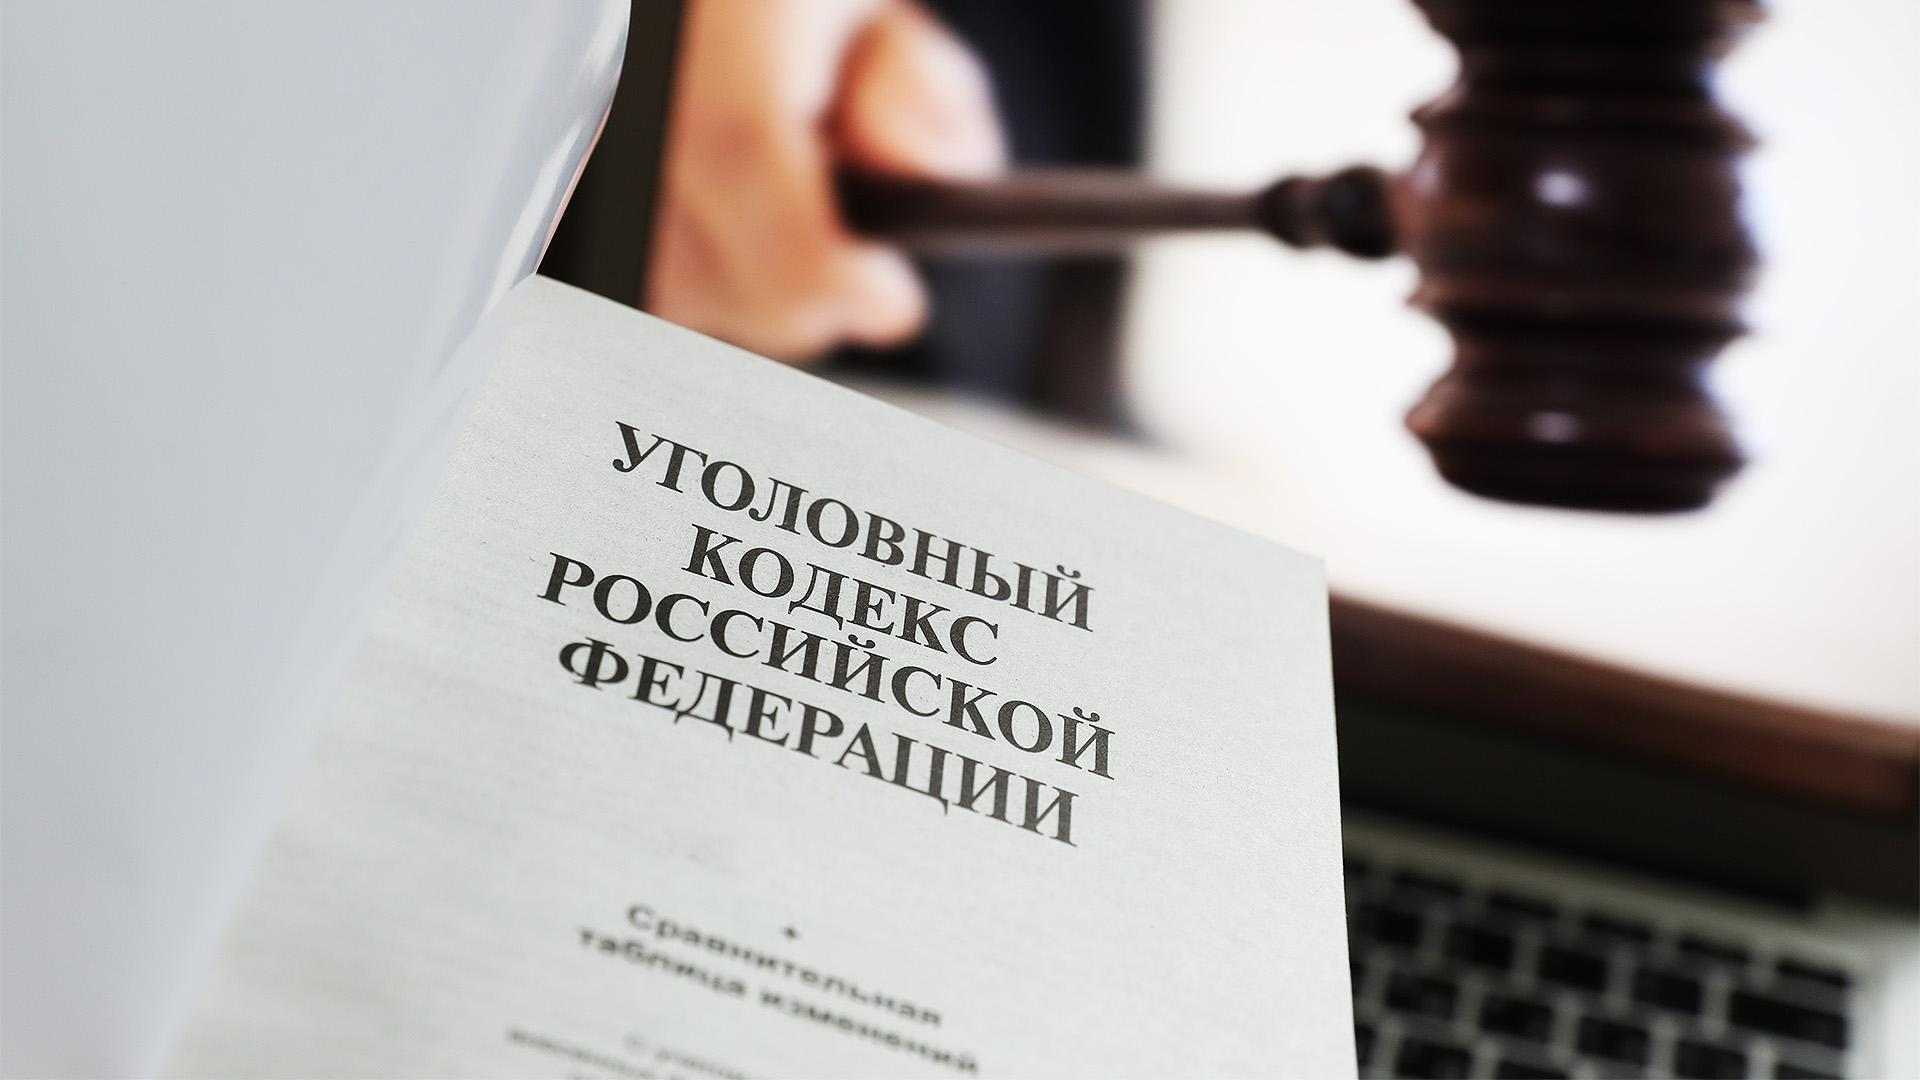 УГОЛОВНЫЙ
КОДЕКС
РОССИЙСКОЙ
ФЕДЕРАЦИИ
+
Сравнительная
таблица изменений